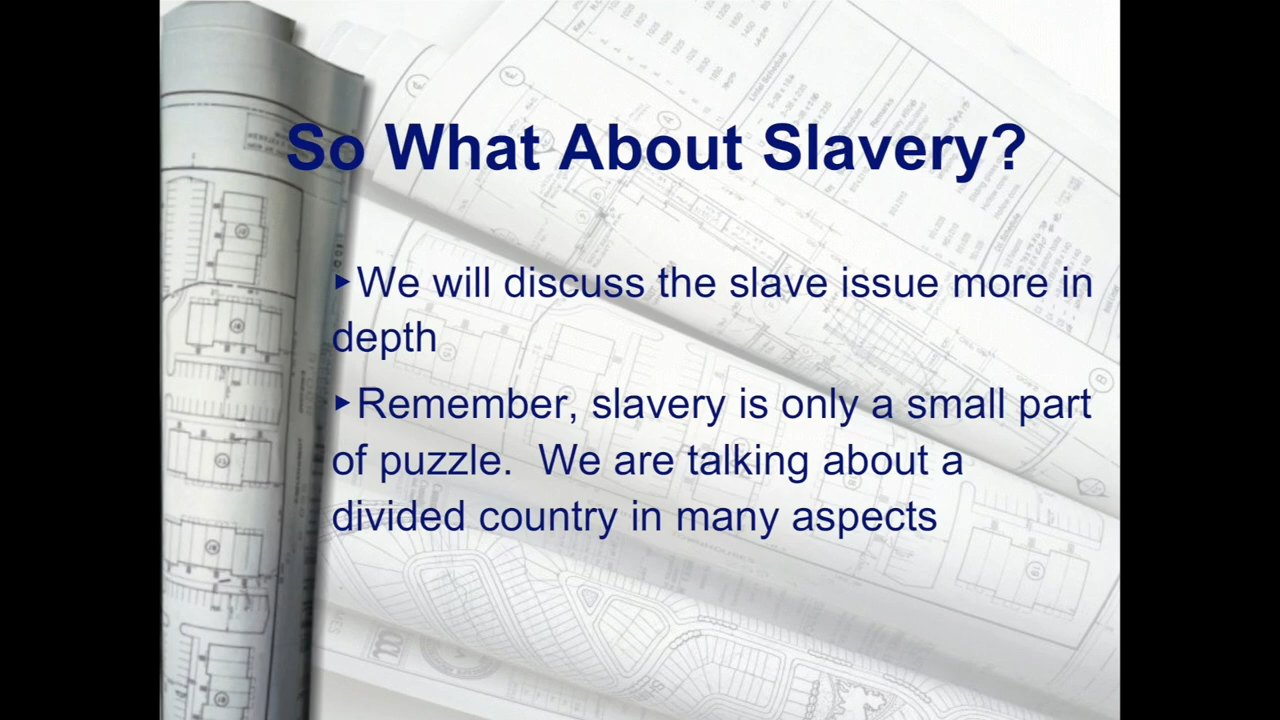 So What About Slavery?
▸We will discuss the slave issue more in
depth
▸Remember, slavery is only a small part
of puzzle.  We are talking about a
divided country in many aspects